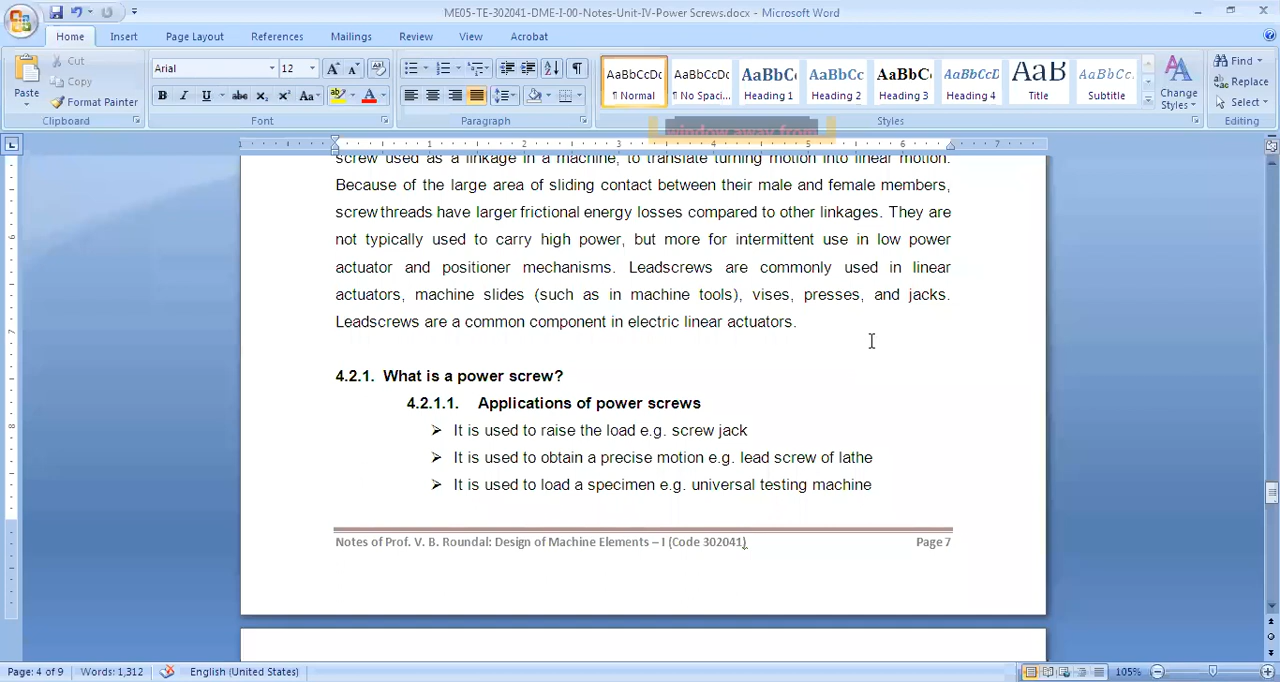 ME05-TE-302041-DME-I-00-Notes-Unit-IV-Power Screws.docx - Microsoft Word
Home Insert Page Layout References Mailings Review View Acrobat
Paste
Cut
Copy
Format Painter
Clipboard
Arial 12
Font
Paragraph
AaBbCcDc AaBbCcDc AaBbC AaBbCc AaBbC AaBbCcD AaB AaBbCc.
¶ Normal ¶ No Spaci... Heading 1 Heading 2 Heading 3 Heading 4 Title Subtitle
Change Styles
Styles
Find
Replace
Select
Editing
window away from
screw used as a linkage in a machine, to translate turning motion into linear motion.
Because of the large area of sliding contact between their male and female members,
screw threads have larger frictional energy losses compared to other linkages. They are
not typically used to carry high power, but more for intermittent use in low power
actuator and positioner mechanisms. Leadscrews are commonly used in linear
actuators, machine slides (such as in machine tools), vises, presses, and jacks.
Leadscrews are a common component in electric linear actuators.
4.2.1. What is a power screw?
4.2.1.1. Applications of power screws
➢ It is used to raise the load e.g. screw jack
➢ It is used to obtain a precise motion e.g. lead screw of lathe
➢ It is used to load a specimen e.g. universal testing machine
Notes of Prof. V. B. Roundal: Design of Machine Elements – I (Code 302041) Page 7
Page: 4 of 9 Words: 1,312 English (United States) 105%